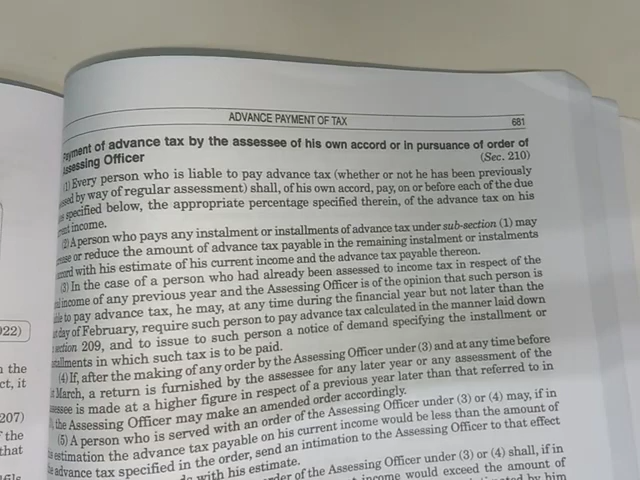 ADVANCE PAYMENT OF TAX 681
Payment of advance tax by the assessee of his own accord or in pursuance of order of
Assessing Officer (Sec. 210)
(1) Every person who is liable to pay advance tax (whether or not he has been previously
by way of regular assessment) shall, of his own accord, pay, on or before each of the due
specified below, the appropriate percentage specified therein, of the advance tax on his
income.
(2) A person who pays any instalment or installments of advance tax under sub-section (1) may
or reduce the amount of advance tax payable in the remaining instalment or instalments
accord with his estimate of his current income and the advance tax payable thereon.
(3) In the case of a person who had already been assessed to income tax in respect of the
income of any previous year and the Assessing Officer is of the opinion that such person is
to pay advance tax, he may, at any time during the financial year but not later than the
day of February, require such person to pay advance tax calculated in the manner laid down
section 209, and to issue to such person a notice of demand specifying the installment or
installments in which such tax is to be paid.
(4) If, after the making of any order by the Assessing Officer under (3) and at any time before
March, a return is furnished by the assessee for any later year or any assessment of the
assessee is made at a higher figure in respect of a previous year later than that referred to in
the Assessing Officer may make an amended order accordingly.
(5) A person who is served with an order of the Assessing Officer under (3) or (4) may, if in
estimation the advance tax payable on his current income would be less than the amount of
advance tax specified in the order, send an intimation to the Assessing Officer to that effect
with his estimate.
of the Assessing Officer under (3) or (4) shall, if in
income would exceed the amount of
by him
022)
the
ct, it
207)
the
that